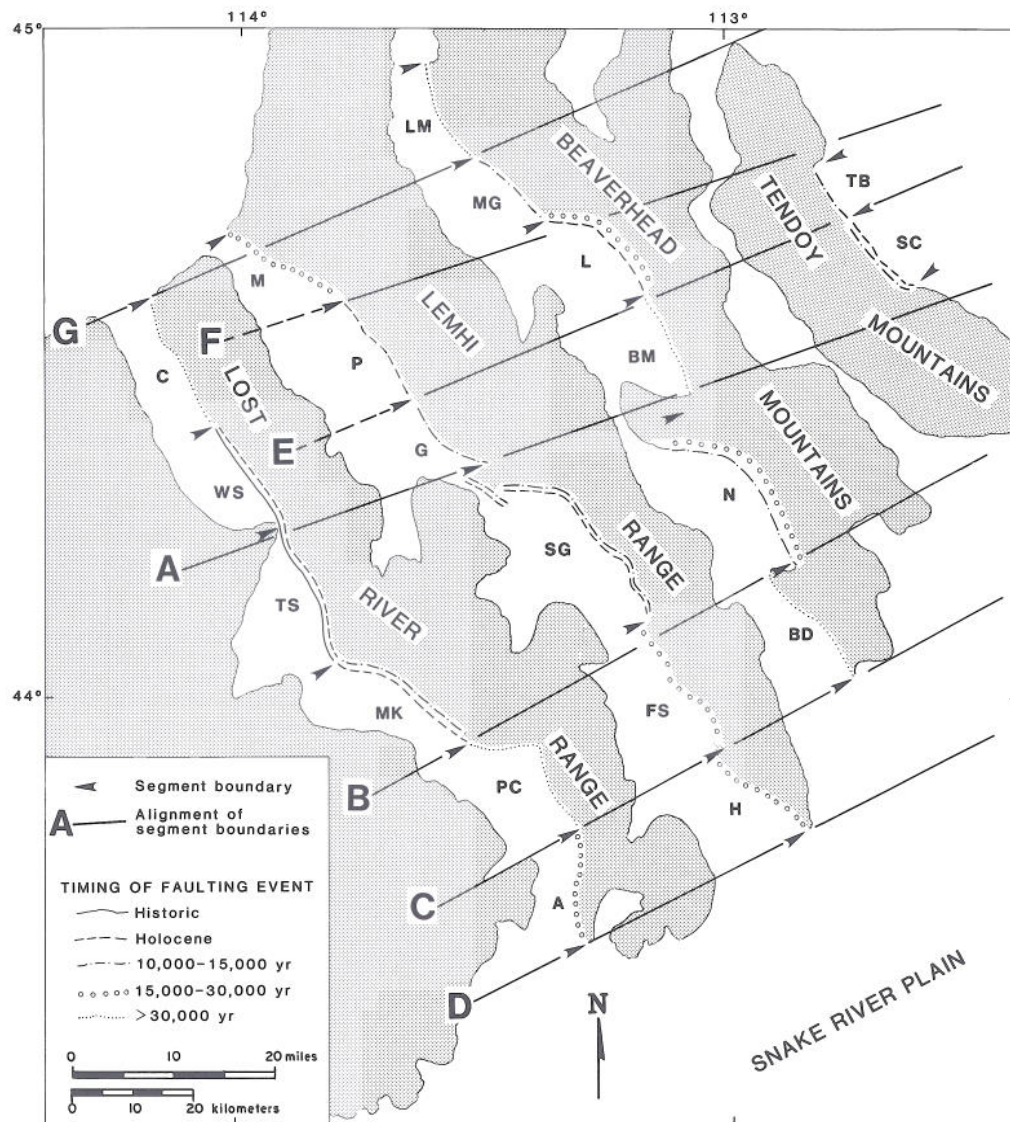 114°
113°
45°
LM
BEAVERHEAD
TB
MG
TENDOY
SC
M
L
LEMHI
G
F
MOUNTAINS
C
P
BM
LOST
MOUNTAINS
E
G
WS
N
A
SG
RANGE
TS
RIVER
BD
44°
MK
FS
RANGE
B
PC
H
C
A
D
N
SNAKE RIVER PLAIN
Segment boundary
A Alignment of
segment boundaries
TIMING OF FAULTING EVENT
Historic
Holocene
10,000–15,000 yr
15,000–30,000 yr
>30,000 yr
0 10 20 miles
0 10 20 kilometers